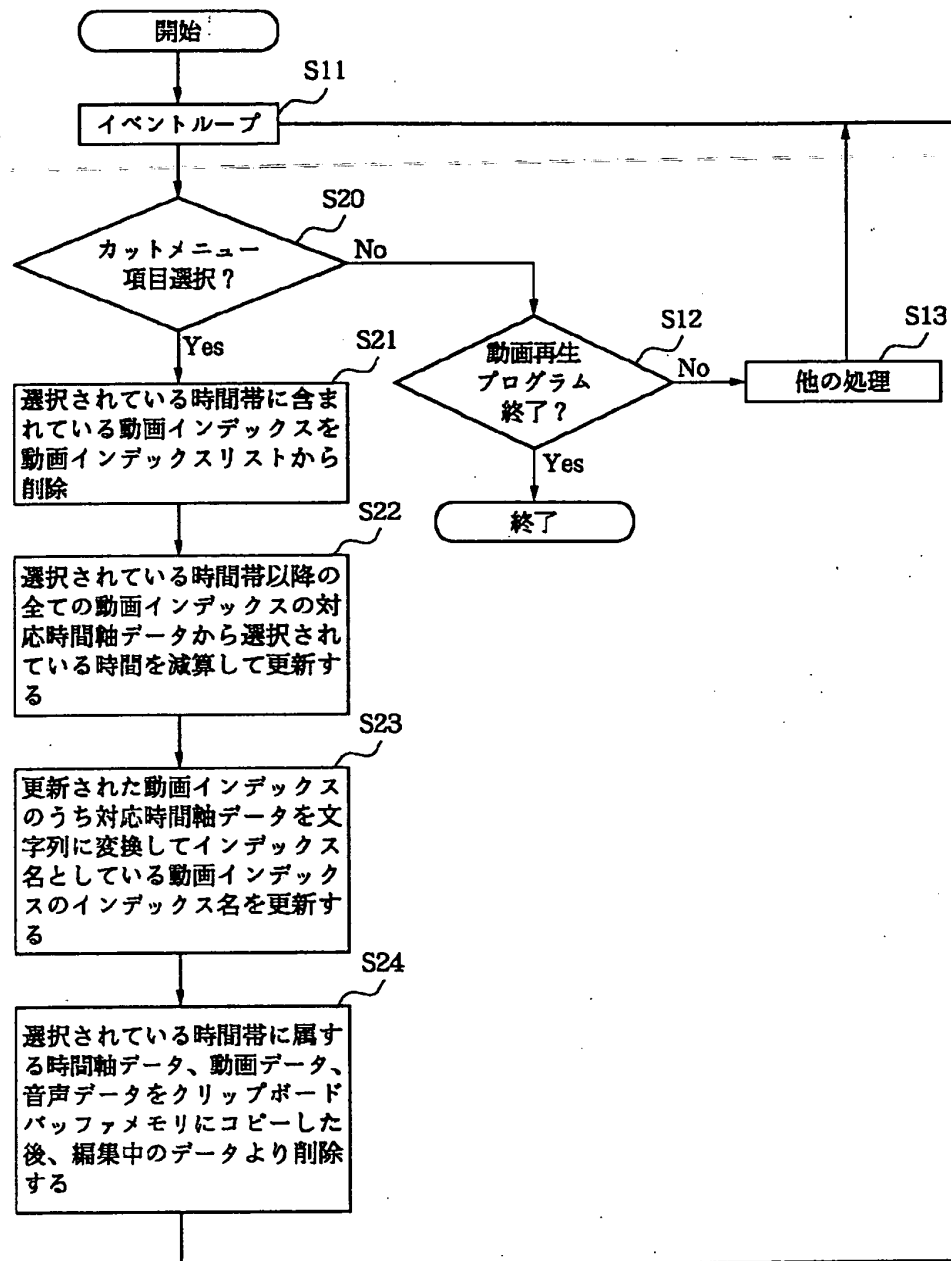 開始
S11
イベントループ
S20
カットメニュー
項目選択?
No
Yes
S12
動画再生
プログラム
終了?
No
Yes
S13
他の処理
終了
S21
選択されている時間帯に含ま
れている動画インデックスを
動画インデックスリストから
削除
S22
選択されている時間帯以降の
全ての動画インデックスの対
応時間軸データから選択され
ている時間を減算して更新す
る
S23
更新された動画インデックス
のうち対応時間軸データを文
字列に変換してインデックス
名としている動画インデック
スのインデックス名を更新す
る
S24
選択されている時間帯に属す
る時間軸データ、動画データ、
音声データをクリップボード
バッファメモリにコピーした
後、編集中のデータより削除
する